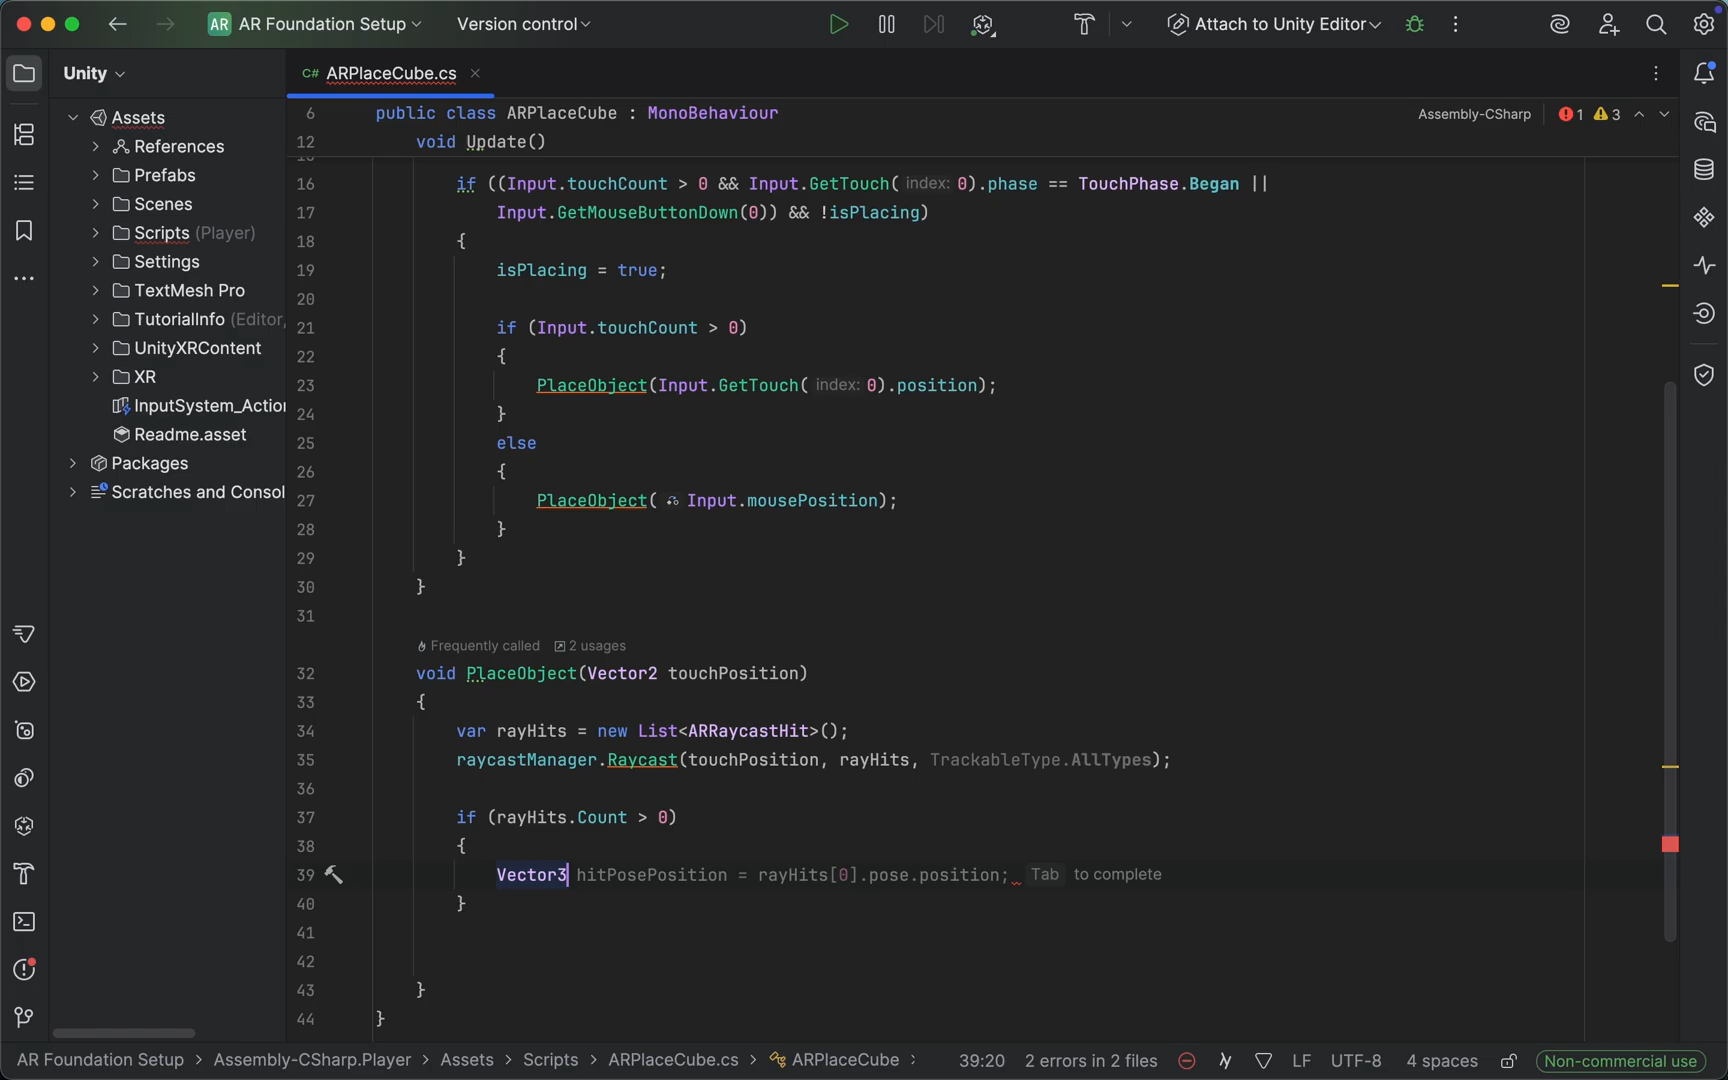 AR AR Foundation Setup Version control Attach to Unity Editor
Unity
C# ARPlaceCube.cs
Assets
References
Prefabs
Scenes
Scripts (Player)
Settings
TextMesh Pro
TutorialInfo (Editor,
UnityXRContent
XR
InputSystem_Action
Readme.asset
Packages
Scratches and Consol
6 public class ARPlaceCube : MonoBehaviour
Assembly-CSharp 1 3
12 void Update()
16 if ((Input.touchCount > 0 && Input.GetTouch( index: 0).phase == TouchPhase.Began ||
17 Input.GetMouseButtonDown(0)) && !isPlacing)
18 {
19 isPlacing = true;
20
21 if (Input.touchCount > 0)
22 {
23 PlaceObject(Input.GetTouch( index: 0).position);
24 }
25 else
26 {
27 PlaceObject( Input.mousePosition);
28 }
29 }
30 }
31
Frequently called 2 usages
32 void PlaceObject(Vector2 touchPosition)
33 {
34 var rayHits = new List<ARRaycastHit>();
35 raycastManager.Raycast(touchPosition, rayHits, TrackableType.AllTypes);
36
37 if (rayHits.Count > 0)
38 {
39 Vector3 hitPosePosition = rayHits[0].pose.position; Tab to complete
40 }
41
42
43 }
44 }
AR Foundation Setup > Assembly-CSharp.Player > Assets > Scripts > ARPlaceCube.cs > ARPlaceCube > 39:20 2 errors in 2 files LF UTF-8 4 spaces Non-commercial use